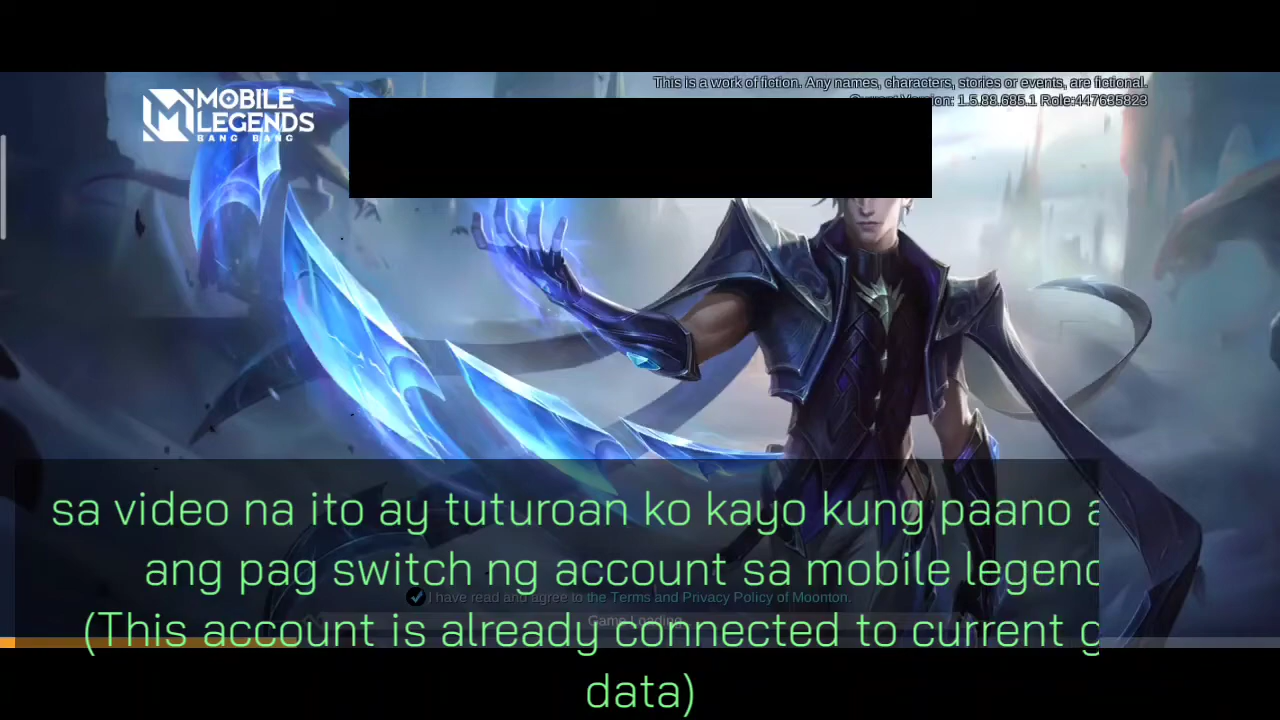 This is a work of fiction. Any names, characters, stories or events, are fictional.
MOBILE
LEGENDS
BANG BANG
1.5.88.685.1 Role:447635823
sa video na ito ay tuturoan ko kayo kung paano
ang pag switch ng account sa mobile legend
I have read and agree to the Terms and Privacy Policy of Moonton.
Game Loading
(This account is already connected to current
data)